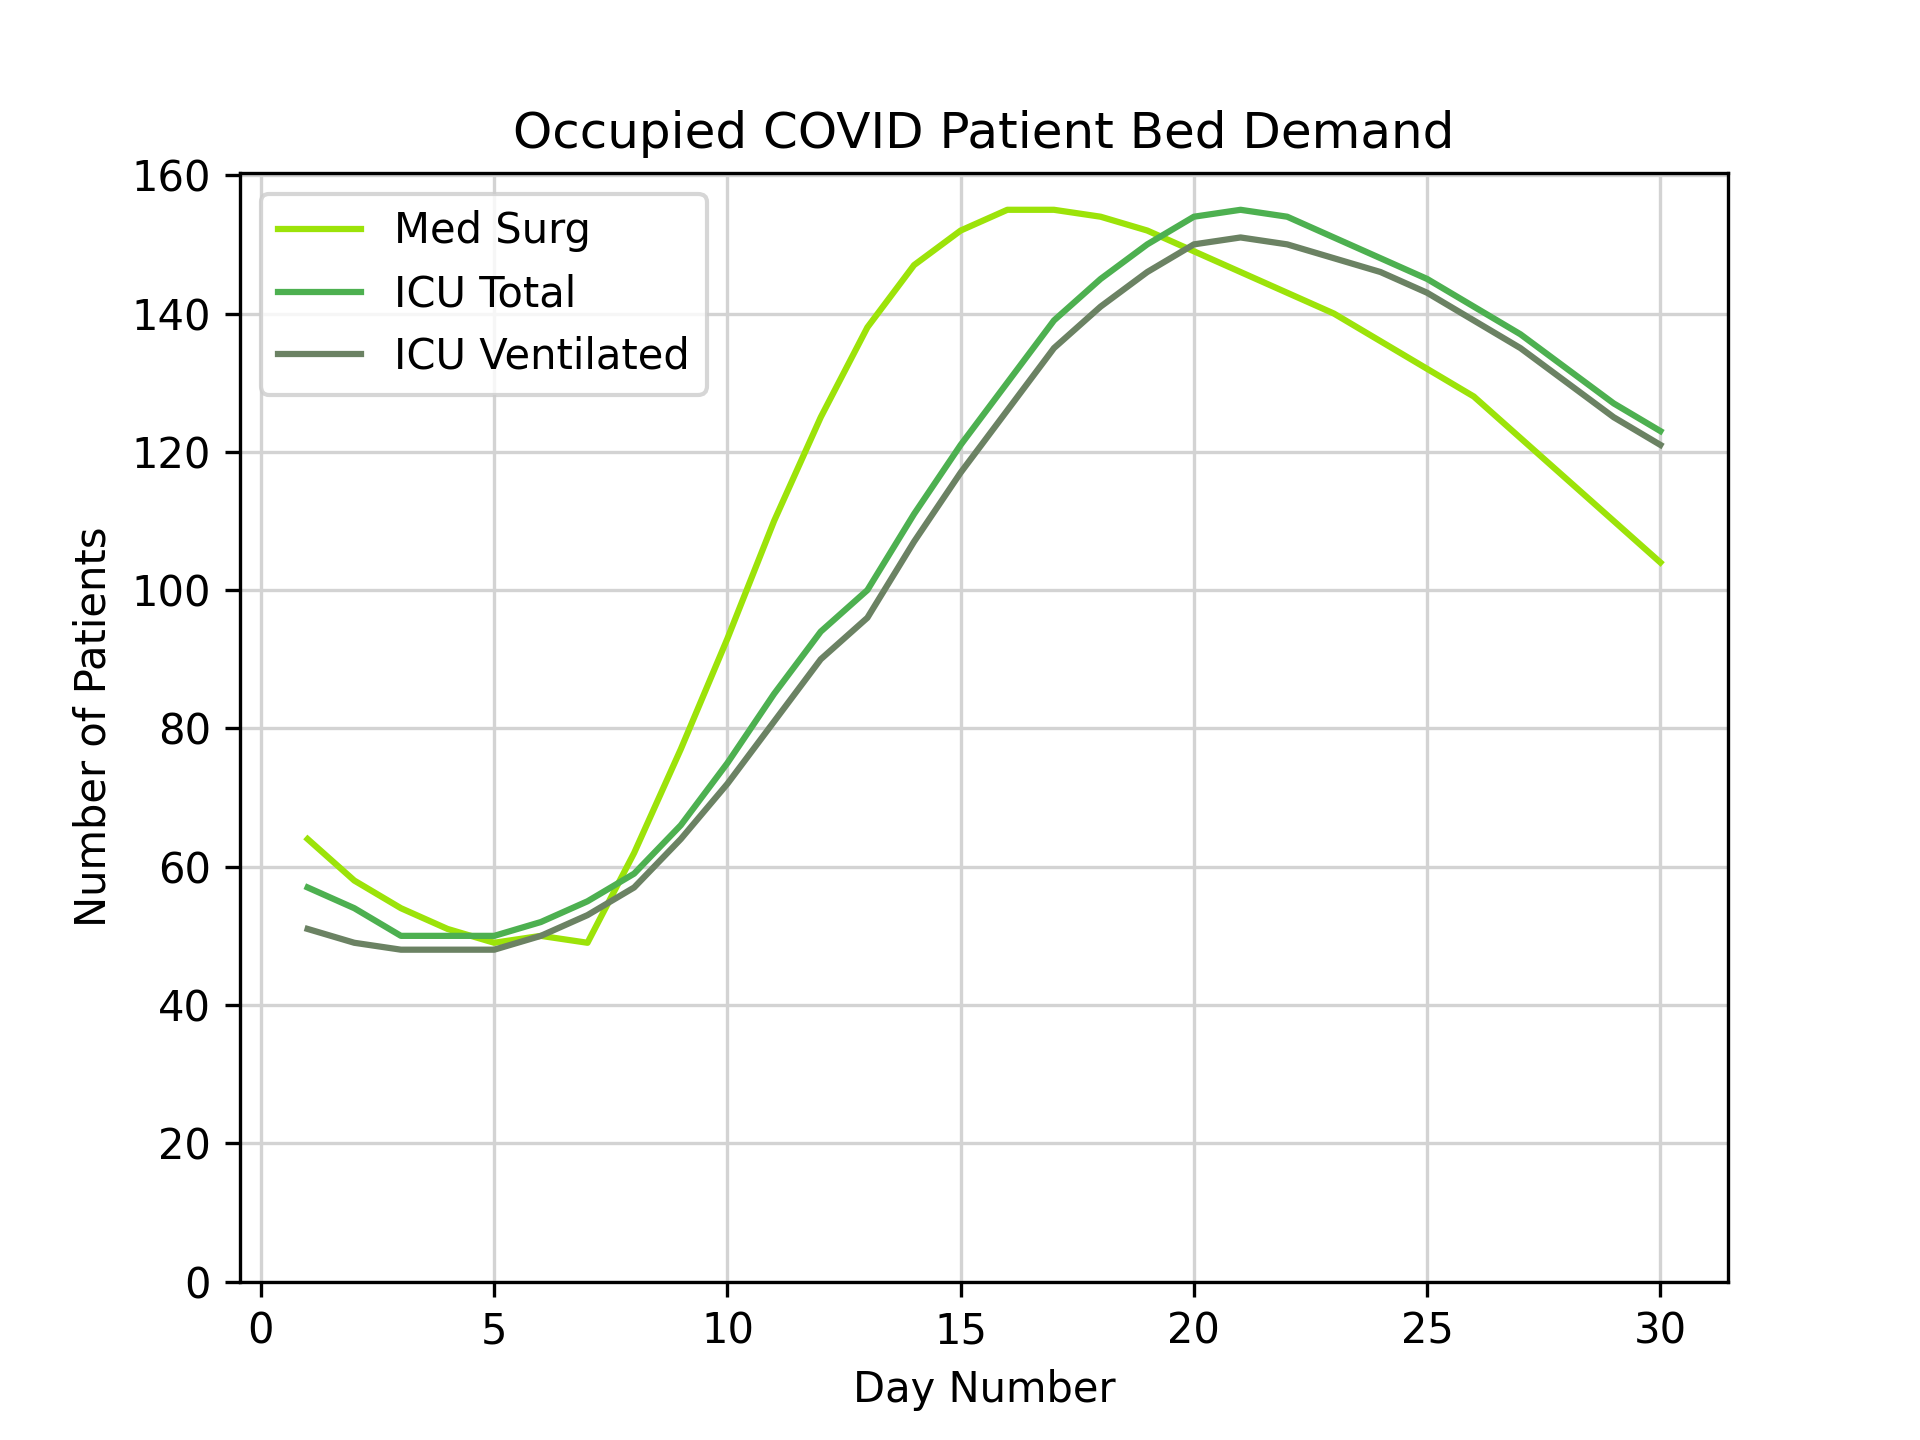 Occupied COVID Patient Bed Demand
Med Surg
ICU Total
ICU Ventilated
Number of Patients
160
140
120
100
80
60
40
20
0
0 5 10 15 20 25 30
Day Number